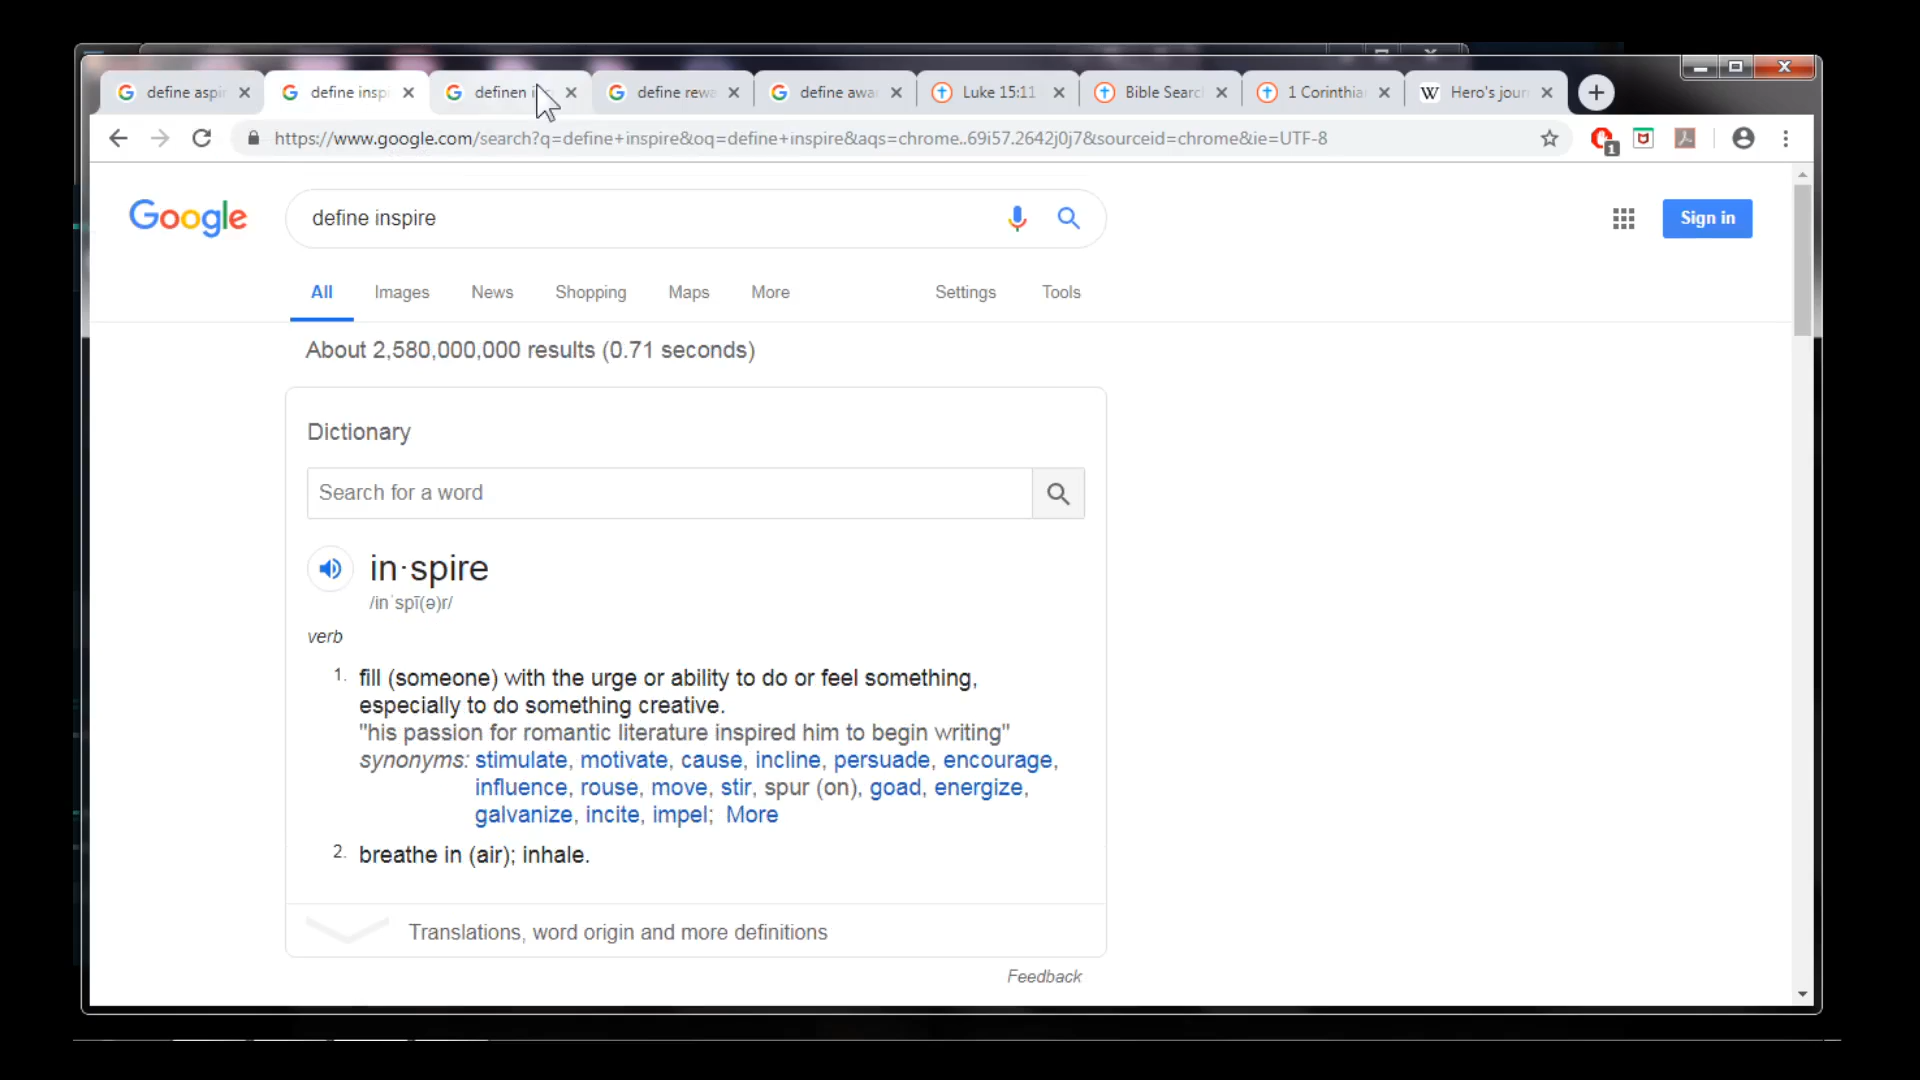 define aspir
define insp
definen i
define rewa
define awa
Luke 15:11
Bible Searc
1 Corinthia
Hero's jour
https://www.google.com/search?q=define+inspire&oq=define+inspire&aqs=chrome..69i57.2642j0j7&sourceid=chrome&ie=UTF-8
1
Google
define inspire
Sign in
All Images News Shopping Maps More Settings Tools
About 2,580,000,000 results (0.71 seconds)
Dictionary
Search for a word
in·spire
/inˈspī(ə)r/
verb
1. fill (someone) with the urge or ability to do or feel something,
especially to do something creative.
"his passion for romantic literature inspired him to begin writing"
synonyms: stimulate, motivate, cause, incline, persuade, encourage,
influence, rouse, move, stir, spur (on), goad, energize,
galvanize, incite, impel; More
2. breathe in (air); inhale.
Translations, word origin and more definitions
Feedback